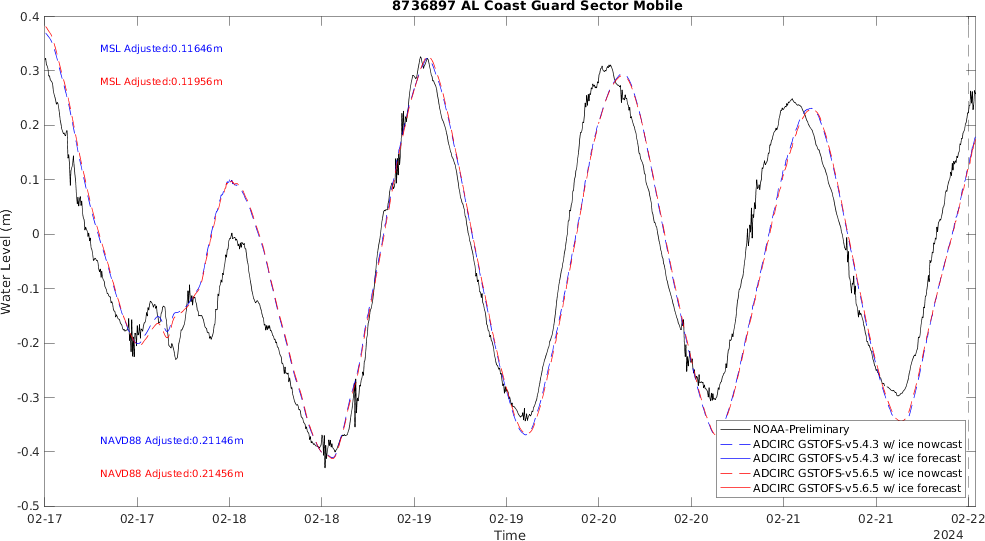 8736897 AL Coast Guard Sector Mobile
0.4
MSL Adjusted:0.11646m
0.3
MSL Adjusted:0.11956m
0.2
0.1
0
-0.1
-0.2
-0.3
-0.4
-0.5
Water Level (m)
NAVD88 Adjusted:0.21146m
NAVD88 Adjusted:0.21456m
NOAA-Preliminary
ADCIRC GSTOFS-v5.4.3 w/ ice nowcast
ADCIRC GSTOFS-v5.4.3 w/ ice forecast
ADCIRC GSTOFS-v5.6.5 w/ ice nowcast
ADCIRC GSTOFS-v5.6.5 w/ ice forecast
02-17 02-17 02-18 02-18 02-19 02-19 02-20 02-20 02-21 02-21 02-22
Time
2024